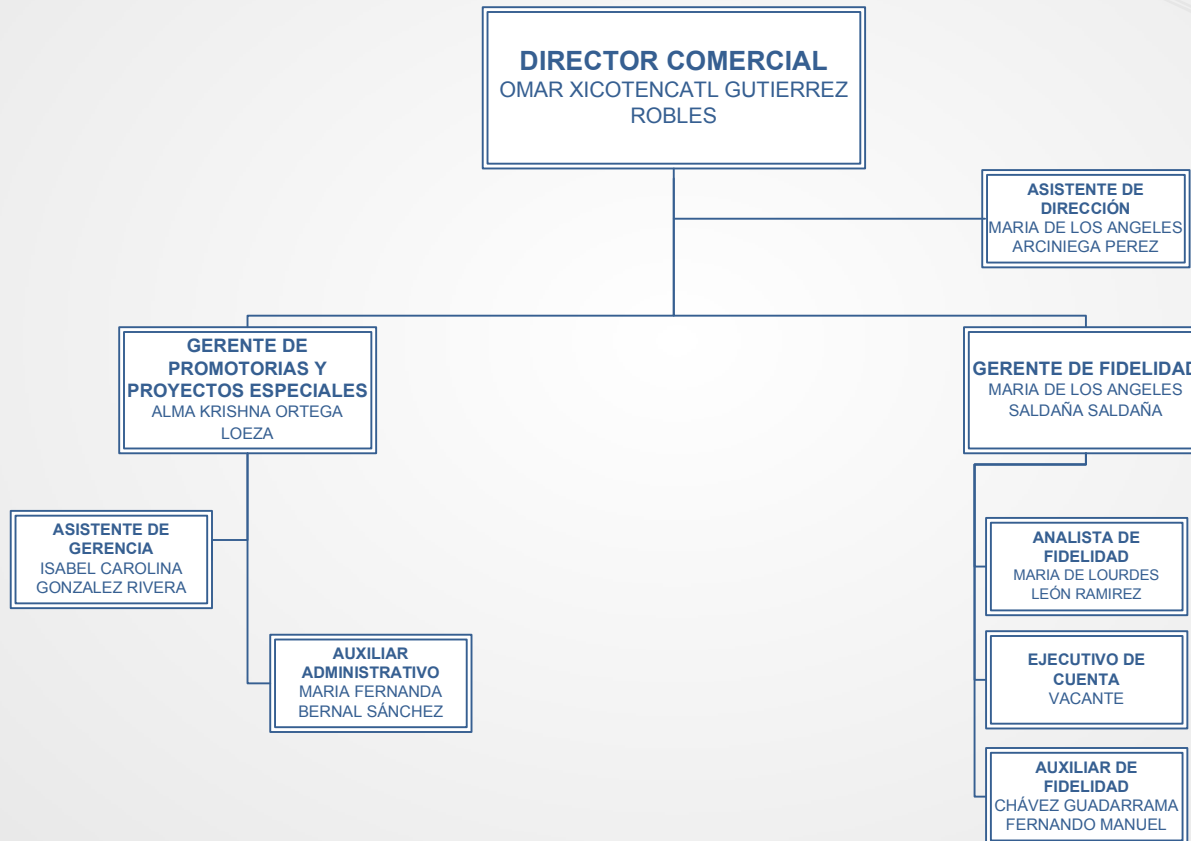 DIRECTOR COMERCIAL
OMAR XICOTENCATL GUTIERREZ
ROBLES
ASISTENTE DE
DIRECCIÓN
MARIA DE LOS ANGELES
ARCINIEGA PEREZ
GERENTE DE
PROMOTORIAS Y
PROYECTOS ESPECIALES
ALMA KRISHNA ORTEGA
LOEZA
GERENTE DE FIDELIDAD
MARIA DE LOS ANGELES
SALDAÑA SALDAÑA
ASISTENTE DE
GERENCIA
ISABEL CAROLINA
GONZALEZ RIVERA
AUXILIAR
ADMINISTRATIVO
MARIA FERNANDA
BERNAL SÁNCHEZ
ANALISTA DE
FIDELIDAD
MARIA DE LOURDES
LEÓN RAMIREZ
EJECUTIVO DE
CUENTA
VACANTE
AUXILIAR DE
FIDELIDAD
CHÁVEZ GUADARRAMA
FERNANDO MANUEL